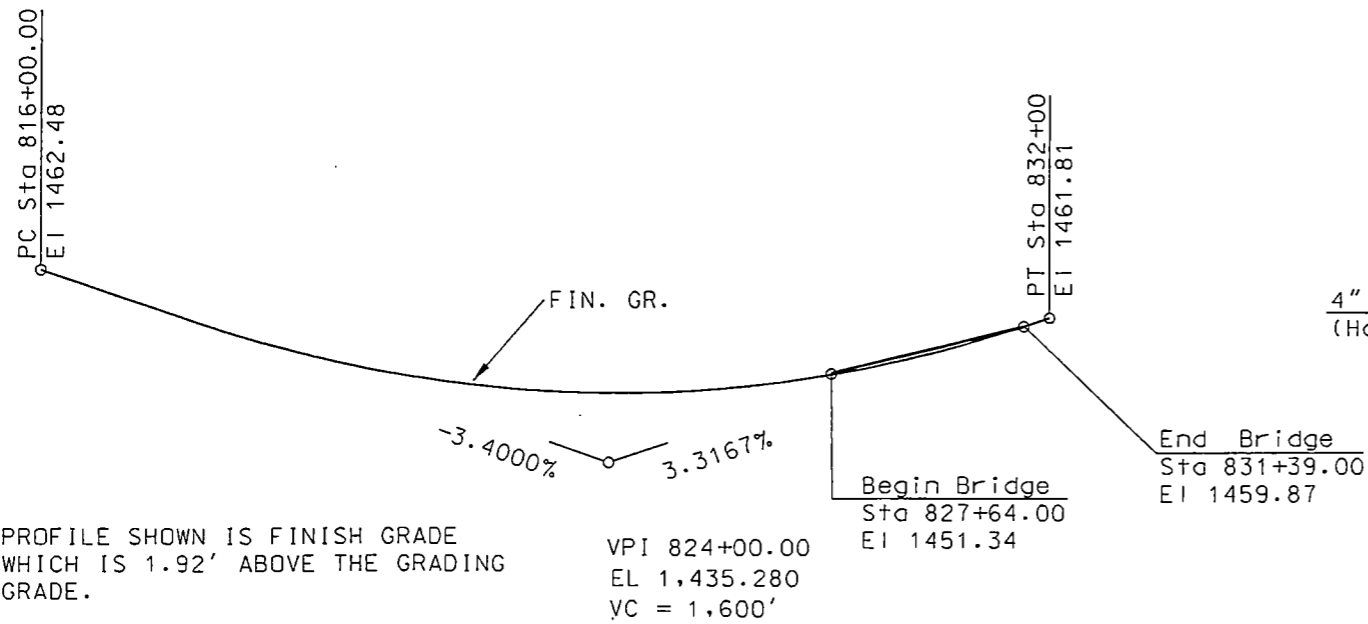 PC Sta 816+00.00
El 1462.48
PT Sta 832+00
El 1461.81
FIN. GR.
4"
(Ho
-3.4000%
3.3167%
End Bridge
Sta 831+39.00
El 1459.87
Begin Bridge
Sta 827+64.00
El 1451.34
PROFILE SHOWN IS FINISH GRADE
WHICH IS 1.92' ABOVE THE GRADING
GRADE.
VPI 824+00.00
EL 1,435.280
VC = 1,600'